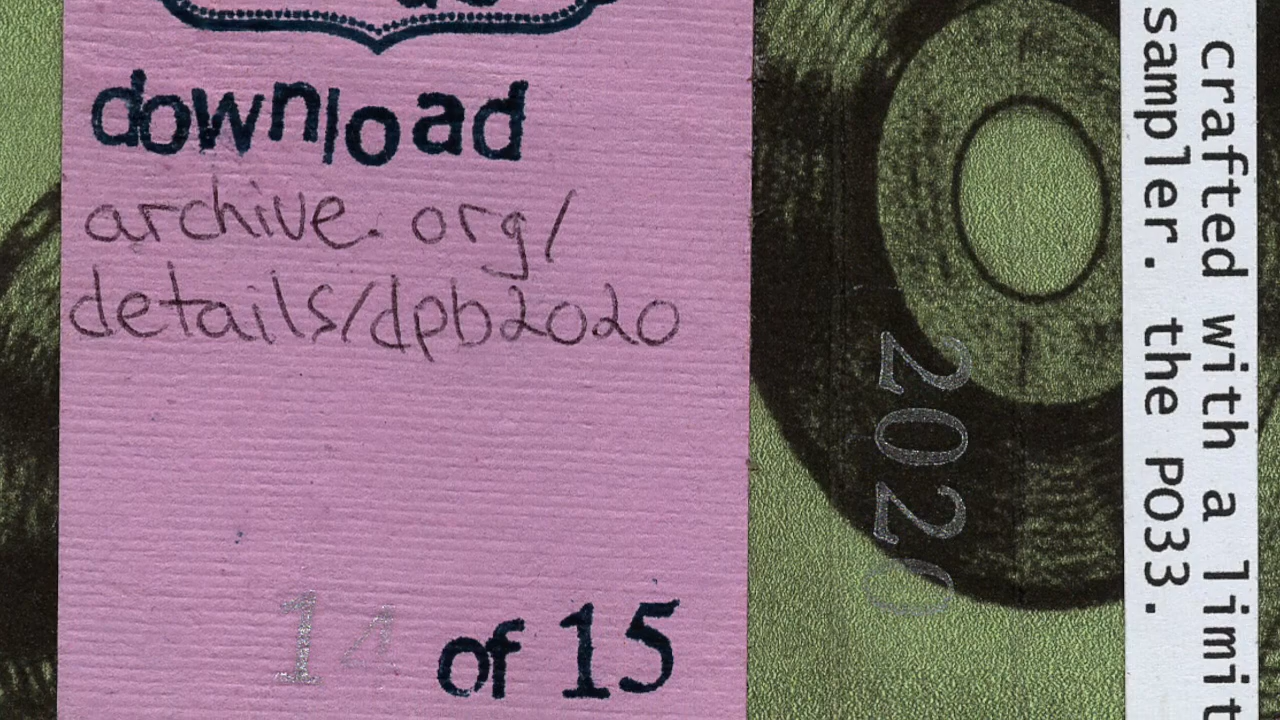 download
archive.org/
details/dpb2020
14 of 15
2020
crafted with a limit
sampler. the PO33.